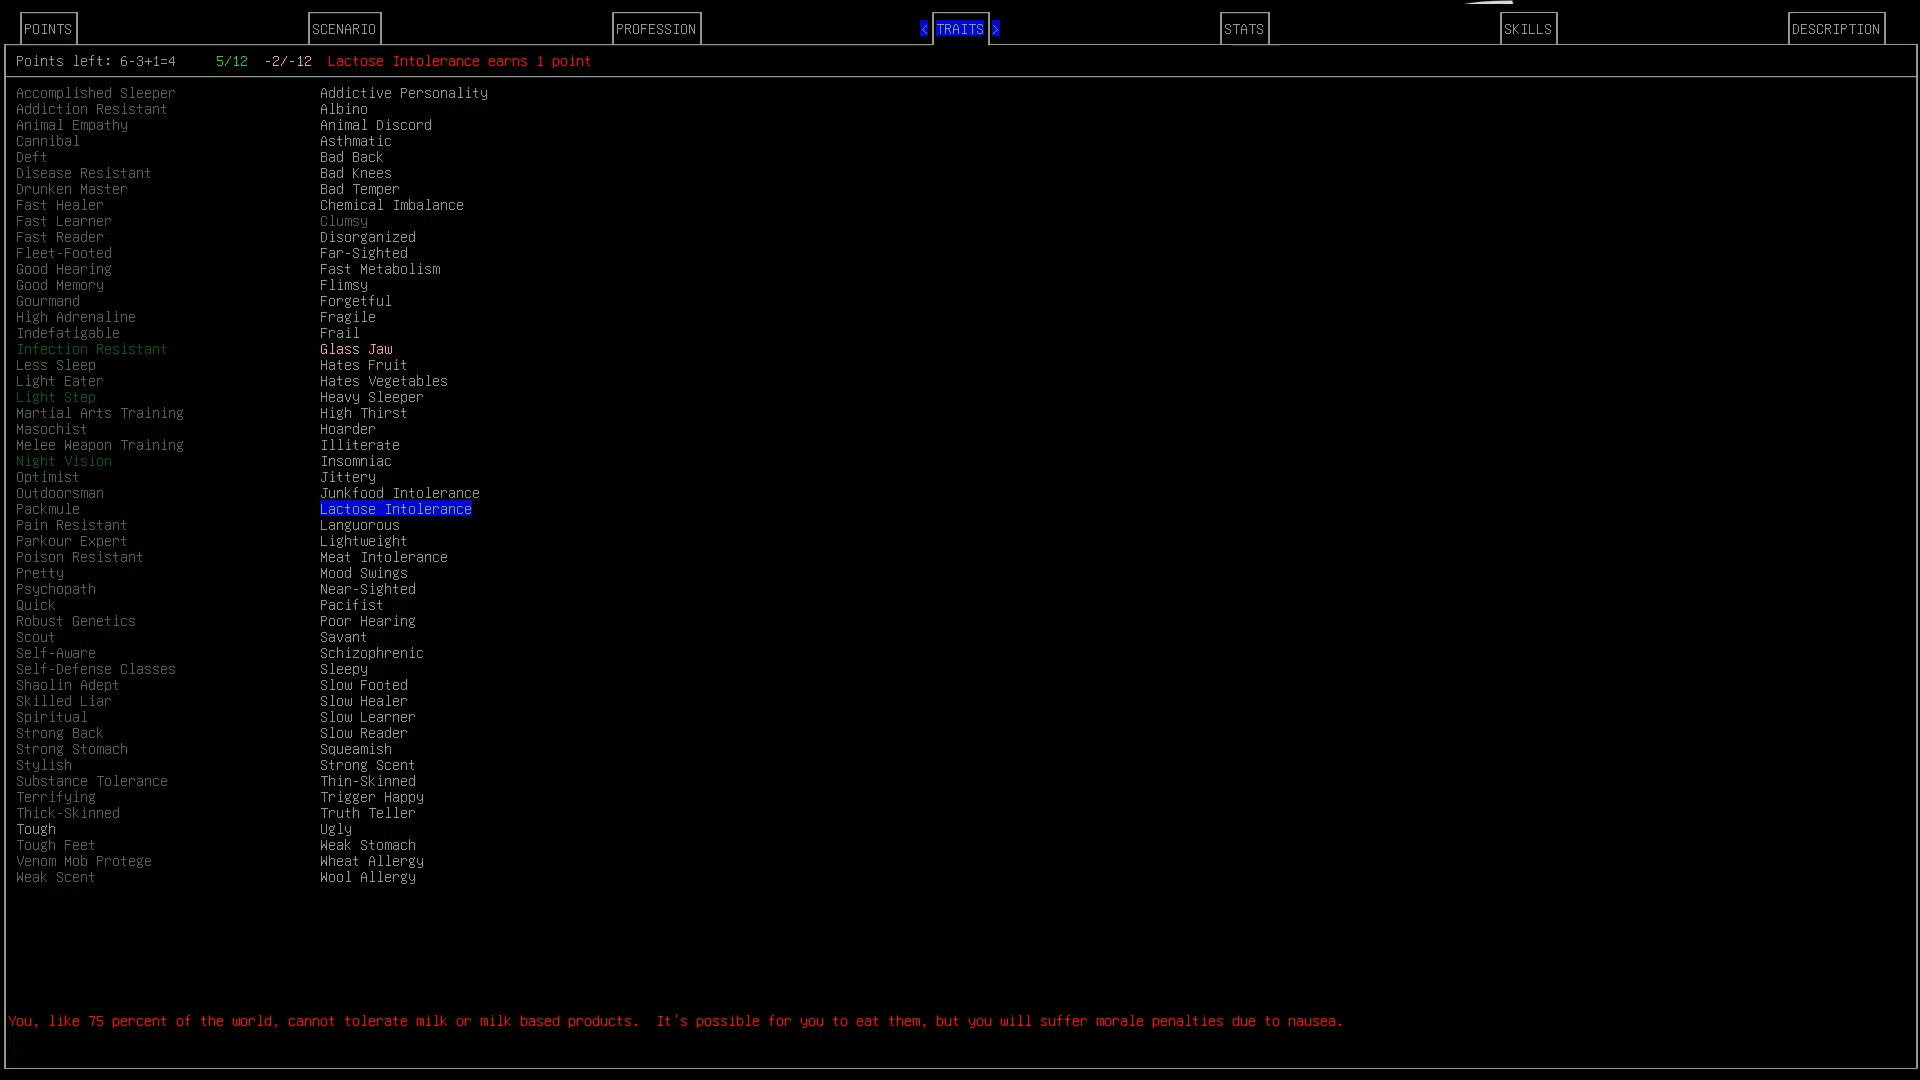 POINTS SCENARIO PROFESSION < TRAITS > STATS SKILLS DESCRIPTION
Points left: 6-3+1=4 5/12 -2/-12 Lactose Intolerance earns 1 point
Accomplished Sleeper Addictive Personality
Addiction Resistant Albino
Animal Empathy Animal Discord
Cannibal Asthmatic
Deft Bad Back
Disease Resistant Bad Knees
Drunken Master Bad Temper
Fast Healer Chemical Imbalance
Fast Learner Clumsy
Fast Reader Disorganized
Fleet-Footed Far-Sighted
Good Hearing Fast Metabolism
Good Memory Flimsy
Gourmand Forgetful
High Adrenaline Fragile
Indefatigable Frail
Infection Resistant Glass Jaw
Less Sleep Hates Fruit
Light Eater Hates Vegetables
Light Step Heavy Sleeper
Martial Arts Training High Thirst
Masochist Hoarder
Melee Weapon Training Illiterate
Night Vision Insomniac
Optimist Jittery
Outdoorsman Junkfood Intolerance
Packmule Lactose Intolerance
Pain Resistant Languorous
Parkour Expert Lightweight
Poison Resistant Meat Intolerance
Pretty Mood Swings
Psychopath Near-Sighted
Quick Pacifist
Robust Genetics Poor Hearing
Scout Savant
Self-Aware Schizophrenic
Self-Defense Classes Sleepy
Shaolin Adept Slow Footed
Skilled Liar Slow Healer
Spiritual Slow Learner
Strong Back Slow Reader
Strong Stomach Squeamish
Stylish Strong Scent
Substance Tolerance Thin-Skinned
Terrifying Trigger Happy
Thick-Skinned Truth Teller
Tough Ugly
Tough Feet Weak Stomach
Venom Mob Protege Wheat Allergy
Weak Scent Wool Allergy
You, like 75 percent of the world, cannot tolerate milk or milk based products. It's possible for you to eat them, but you will suffer morale penalties due to nausea.